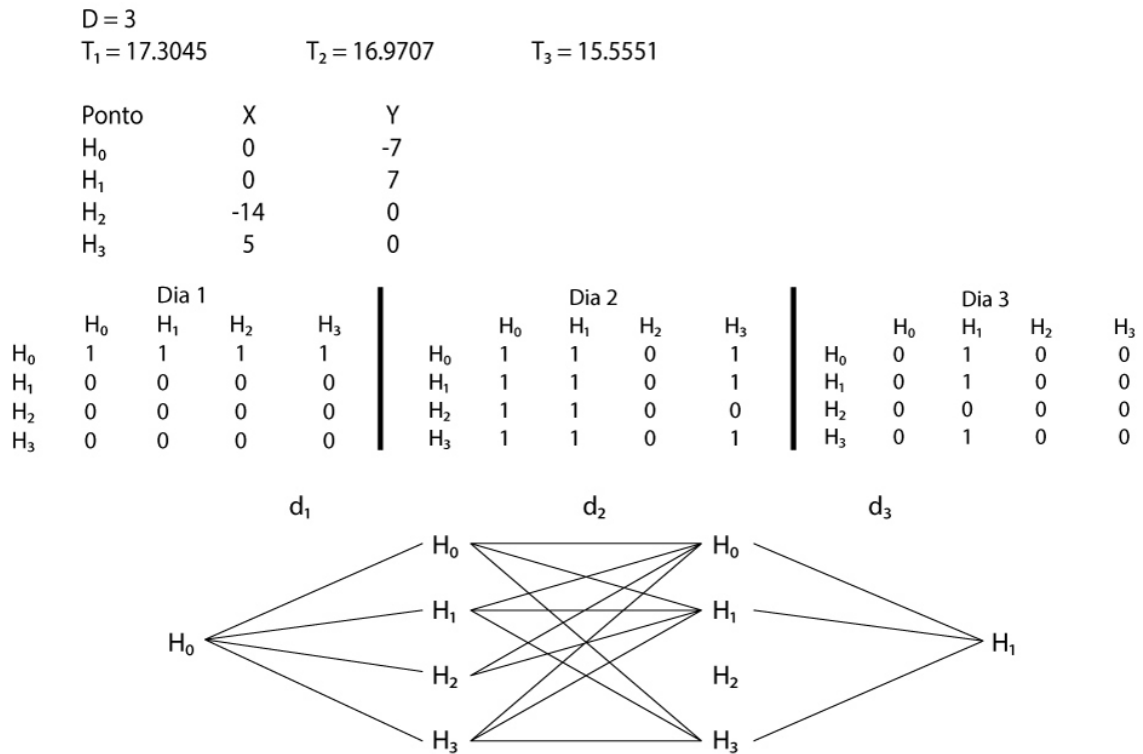 D = 3
T₁ = 17.3045 T₂ = 16.9707 T₃ = 15.5551
Ponto X Y
H₀ 0 -7
H₁ 0 7
H₂ -14 0
H₃ 5 0
Dia 1 Dia 2 Dia 3
H₀ H₁ H₂ H₃ H₀ H₁ H₂ H₃ H₀ H₁ H₂ H₃
H₀ 1 1 1 1 H₀ 1 1 0 1 H₀ 0 1 0 0
H₁ 0 0 0 0 H₁ 1 1 0 1 H₁ 0 1 0 0
H₂ 0 0 0 0 H₂ 1 1 0 0 H₂ 0 0 0 0
H₃ 0 0 0 0 H₃ 1 1 0 1 H₃ 0 1 0 0
d₁ d₂ d₃
H₀ H₀
H₁ H₁
H₀ H₁
H₂ H₂
H₃ H₃